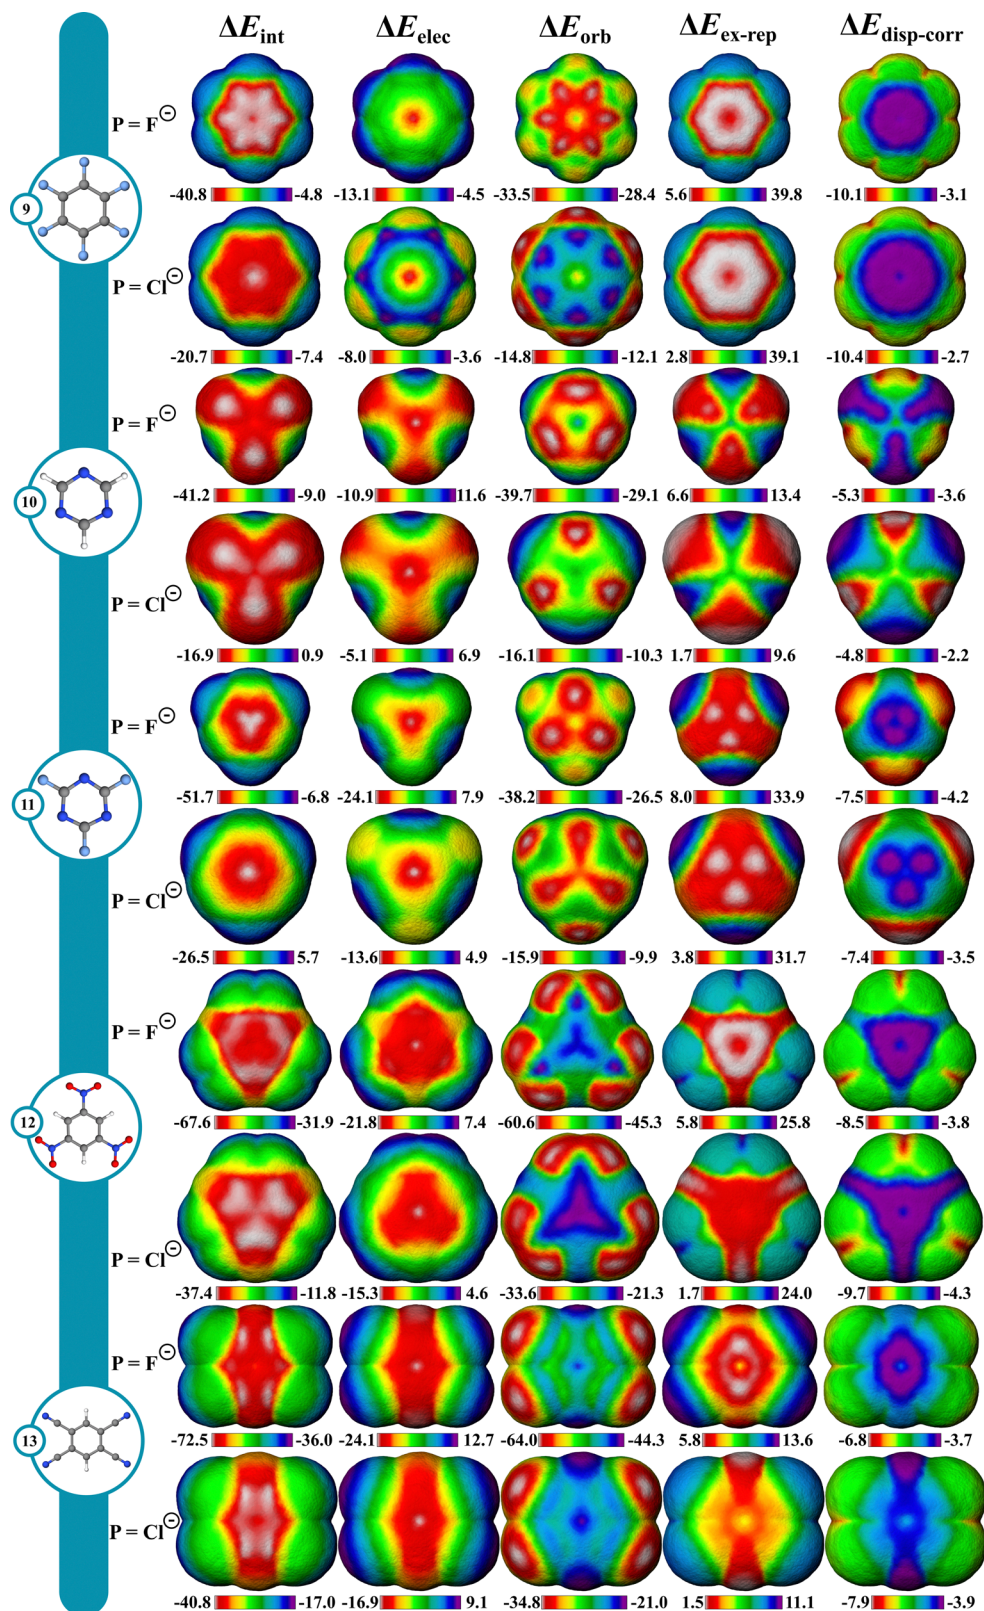 ΔE_int ΔE_elec ΔE_orb ΔE_ex-rep ΔE_disp-corr
P = F⊖
-40.8 -4.8 -13.1 -4.5 -33.5 -28.4 5.6 39.8 -10.1 -3.1
9
P = Cl⊖
-20.7 -7.4 -8.0 -3.6 -14.8 -12.1 2.8 39.1 -10.4 -2.7
P = F⊖
-41.2 -9.0 -10.9 11.6 -39.7 -29.1 6.6 13.4 -5.3 -3.6
10
P = Cl⊖
-16.9 0.9 -5.1 6.9 -16.1 -10.3 1.7 9.6 -4.8 -2.2
P = F⊖
-51.7 -6.8 -24.1 7.9 -38.2 -26.5 8.0 33.9 -7.5 -4.2
11
P = Cl⊖
-26.5 5.7 -13.6 4.9 -15.9 -9.9 3.8 31.7 -7.4 -3.5
P = F⊖
-67.6 -31.9 -21.8 7.4 -60.6 -45.3 5.8 25.8 -8.5 -3.8
12
P = Cl⊖
-37.4 -11.8 -15.3 4.6 -33.6 -21.3 1.7 24.0 -9.7 -4.3
P = F⊖
-72.5 -36.0 -24.1 12.7 -64.0 -44.3 5.8 13.6 -6.8 -3.7
13
P = Cl⊖
-40.8 -17.0 -16.9 9.1 -34.8 -21.0 1.5 11.1 -7.9 -3.9